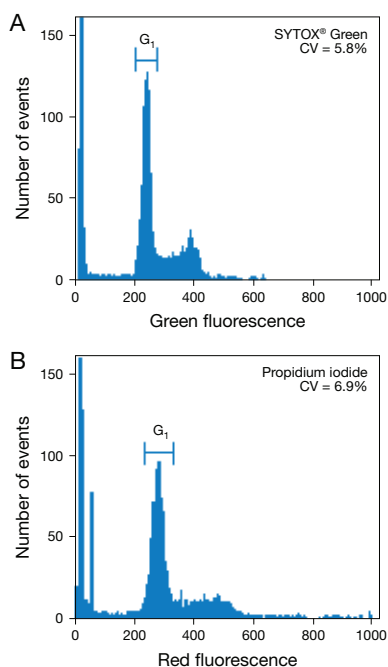 A
SYTOX® Green
CV = 5.8%
G₁
Number of events
150
100
50
0
0 200 400 600 800 1000
Green fluorescence
B
Propidium iodide
CV = 6.9%
G₁
Number of events
150
100
50
0
0 200 400 600 800 1000
Red fluorescence